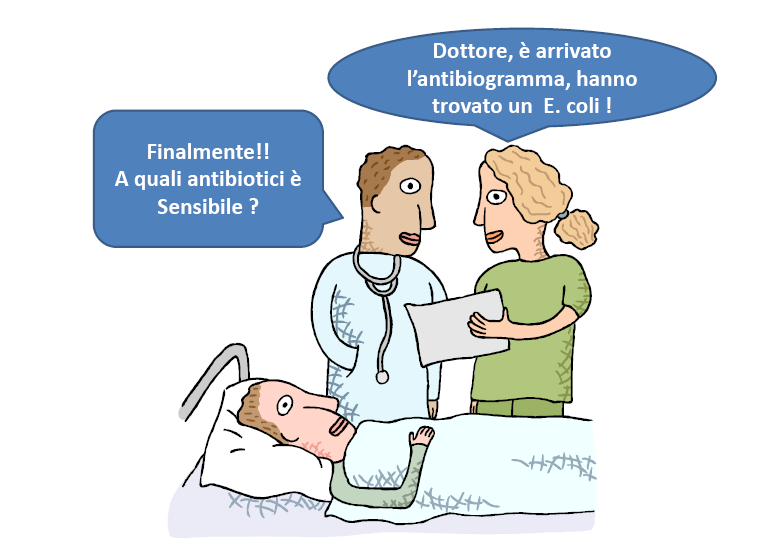 Dottore, è arrivato
l’antibiogramma, hanno
trovato un E. coli !
Finalmente!!
A quali antibiotici è
Sensibile ?